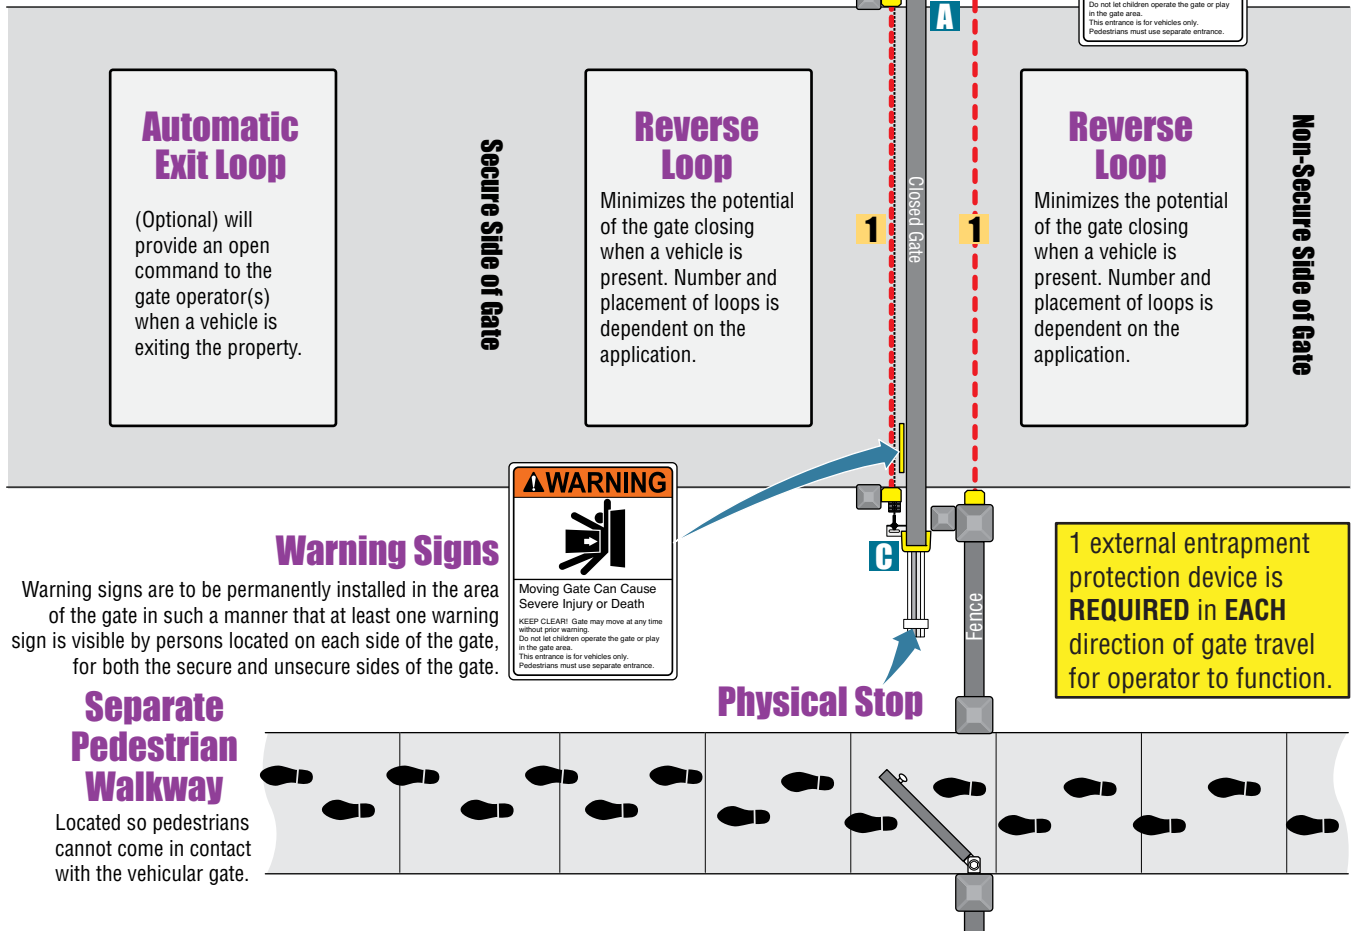 Do not let children operate the gate or play
in the gate area.
This entrance is for vehicles only.
Pedestrians must use separate entrance.
A
Automatic
Exit Loop
(Optional) will
provide an open
command to the
gate operator(s)
when a vehicle is
exiting the property.
Secure Side of Gate
Reverse
Loop
Minimizes the potential
of the gate closing
when a vehicle is
present. Number and
placement of loops is
dependent on the
application.
1
Closed Gate
1
Reverse
Loop
Minimizes the potential
of the gate closing
when a vehicle is
present. Number and
placement of loops is
dependent on the
application.
Non-Secure Side of Gate
Warning Signs
Warning signs are to be permanently installed in the area
of the gate in such a manner that at least one warning
sign is visible by persons located on each side of the gate,
for both the secure and unsecure sides of the gate.
WARNING
Moving Gate Can Cause
Severe Injury or Death
KEEP CLEAR! Gate may move at any time
without prior warning.
Do not let children operate the gate or play
in the gate area.
This entrance is for vehicles only.
Pedestrians must use separate entrance.
C
Fence
Physical Stop
1 external entrapment
protection device is
REQUIRED in EACH
direction of gate travel
for operator to function.
Separate
Pedestrian
Walkway
Located so pedestrians
cannot come in contact
with the vehicular gate.